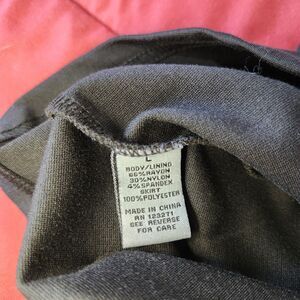 L
BODY/LINING
66%RAYON
30%NYLON
4%SPANDEX
SKIRT
100%POLYESTER
MADE IN CHINA
RN 123271
SEE REVERSE
FOR CARE